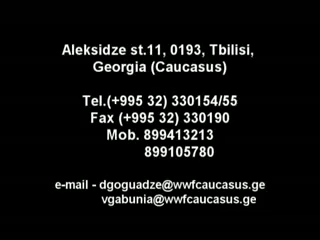 Aleksidze st.11, 0193, Tbilisi,
Georgia (Caucasus)
Tel.(+995 32) 330154/55
Fax (+995 32) 330190
Mob. 899413213
899105780
e-mail - dgoguadze@wwfcaucasus.ge
vgabunia@wwfcaucasus.ge